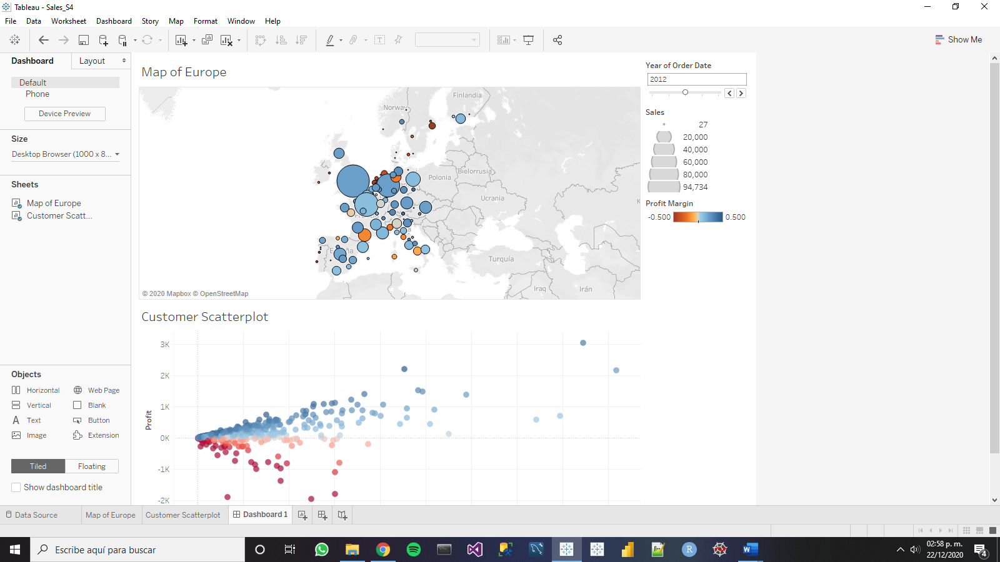 Tableau - Sales_S4
File Data Worksheet Dashboard Story Map Format Window Help
Show Me
Dashboard Layout
Default
Phone
Device Preview
Size
Desktop Browser (1000 x 8...
Sheets
Map of Europe
Customer Scatt...
Objects
Horizontal Web Page
Vertical Blank
Text Button
Image Extension
Tiled Floating
Show dashboard title
Map of Europe
Finlandia
Norway
Bielorrusia
Polonia
Ucrania
Turquía
Iraq
Irán
© 2020 Mapbox © OpenStreetMap
Year of Order Date
2012
Sales
27
20,000
40,000
60,000
80,000
94,734
Profit Margin
-0.500 0.500
Customer Scatterplot
Profit
3K
2K
1K
0K
-1K
-2K
Data Source Map of Europe Customer Scatterplot Dashboard 1
Escribe aquí para buscar
02:58 p. m.
22/12/2020
4